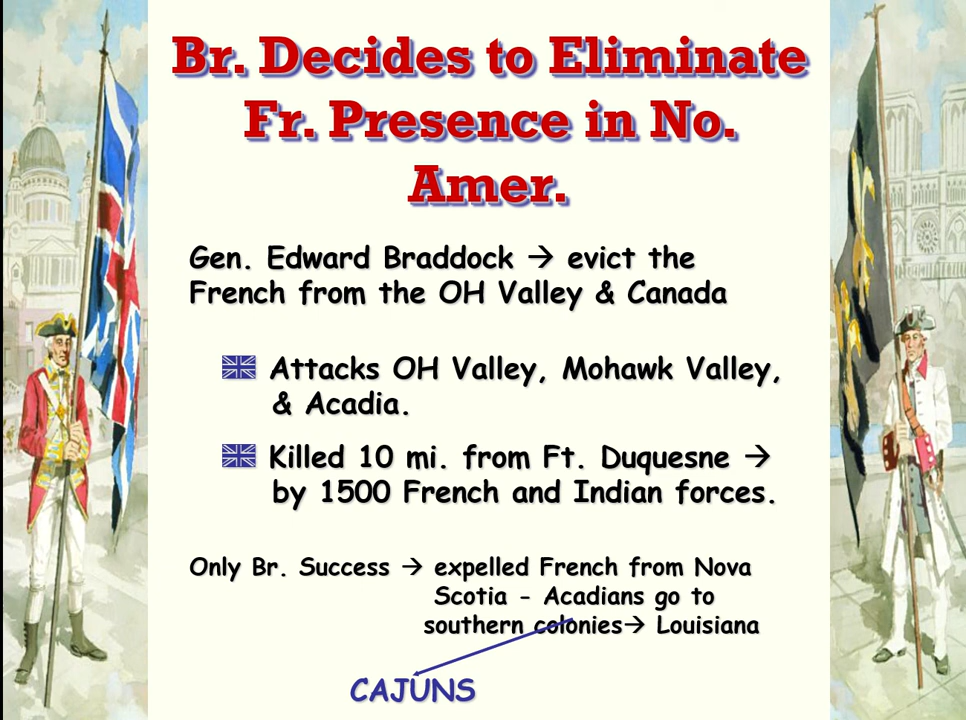 Br. Decides to Eliminate
Fr. Presence in No.
Amer.
Gen. Edward Braddock → evict the
French from the OH Valley & Canada
Attacks OH Valley, Mohawk Valley,
& Acadia.
Killed 10 mi. from Ft. Duquesne →
by 1500 French and Indian forces.
Only Br. Success → expelled French from Nova
Scotia - Acadians go to
southern colonies→ Louisiana
CAJUNS